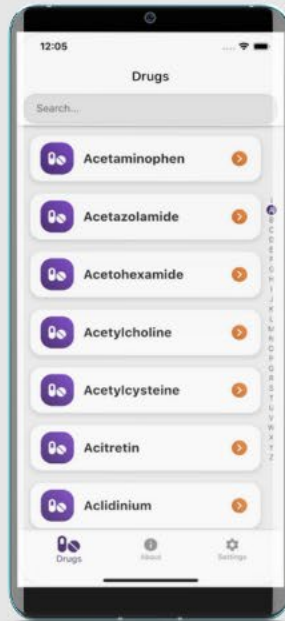 12:05
Drugs
Search...
Acetaminophen
Acetazolamide
Acetohexamide
Acetylcholine
Acetylcysteine
Acitretin
Aclidinium
A
B
C
D
E
F
G
H
I
J
K
L
M
N
O
P
Q
R
S
T
U
V
W
X
Y
Z
Drugs
About
Settings